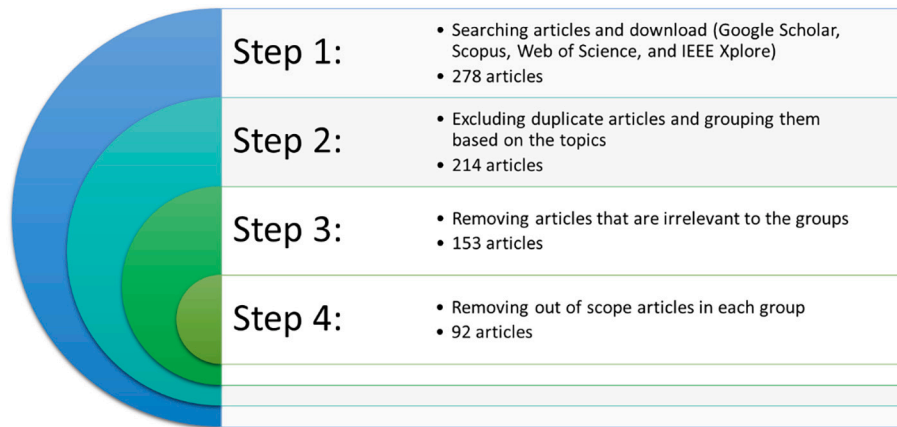 Step 1:
• Searching articles and download (Google Scholar,
Scopus, Web of Science, and IEEE Xplore)
• 278 articles
Step 2:
• Excluding duplicate articles and grouping them
based on the topics
• 214 articles
Step 3:
• Removing articles that are irrelevant to the groups
• 153 articles
Step 4:
• Removing out of scope articles in each group
• 92 articles